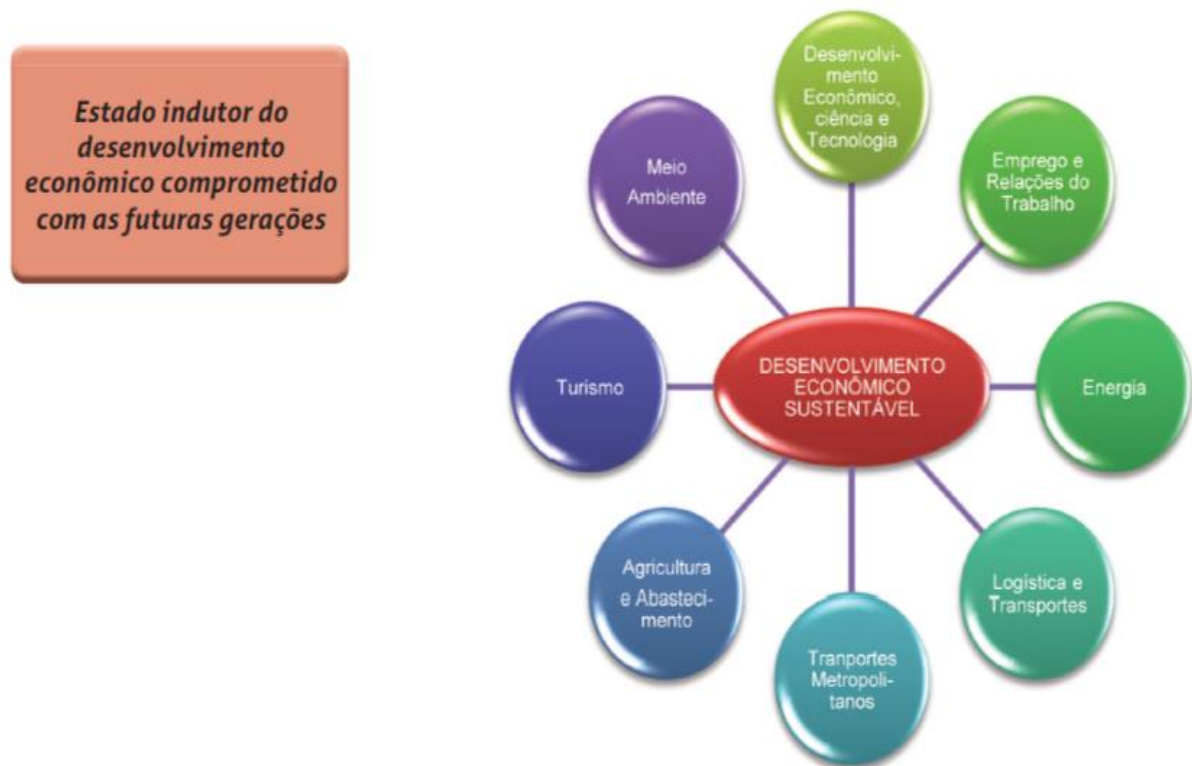 Estado indutor do
desenvolvimento
econômico comprometido
com as futuras gerações
Desenvolvi-
mento
Econômico,
ciência e
Tecnologia
Emprego e
Relações do
Trabalho
Energia
Logística e
Transportes
Tranportes
Metropoli-
tanos
Agricultura
e Abasteci-
mento
Turismo
Meio
Ambiente
DESENVOLVIMENTO
ECONÔMICO
SUSTENTÁVEL